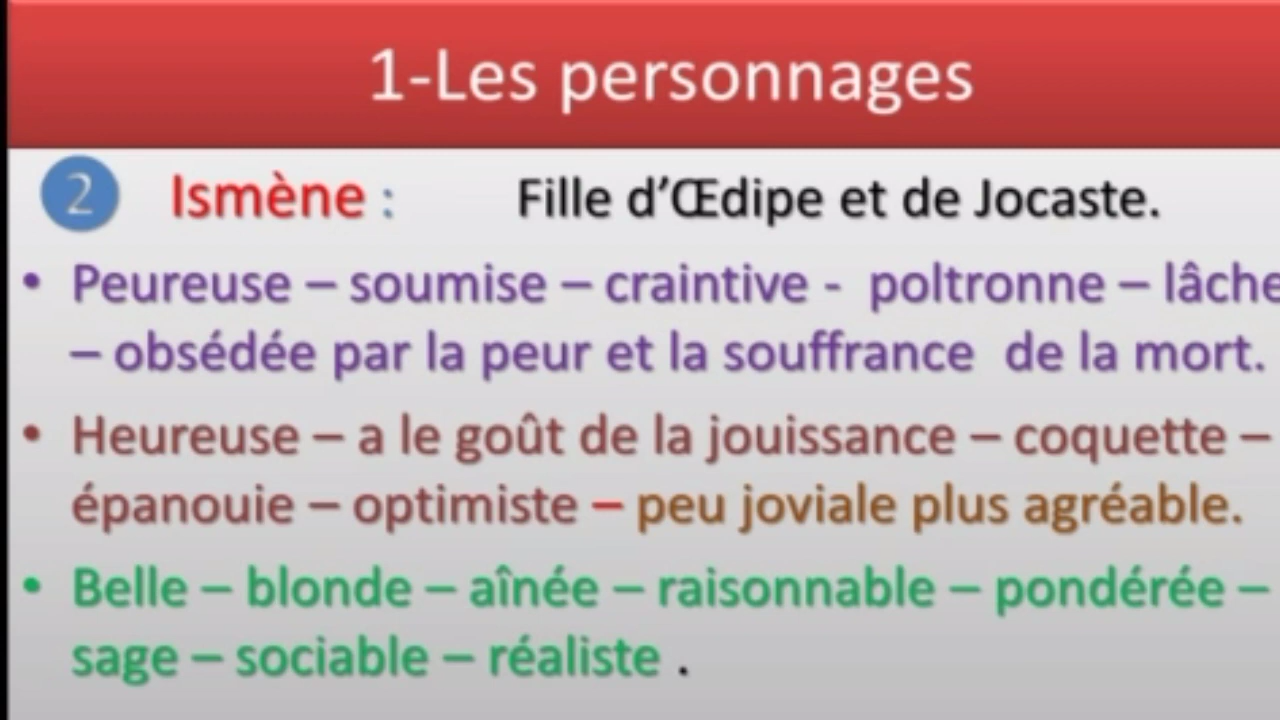 1-Les personnages
2 Ismène : Fille d’Œdipe et de Jocaste.
• Peureuse – soumise – craintive - poltronne – lâche
– obsédée par la peur et la souffrance de la mort.
• Heureuse – a le goût de la jouissance – coquette –
épanouie – optimiste – peu joviale plus agréable.
• Belle – blonde – aînée – raisonnable – pondérée –
sage – sociable – réaliste .